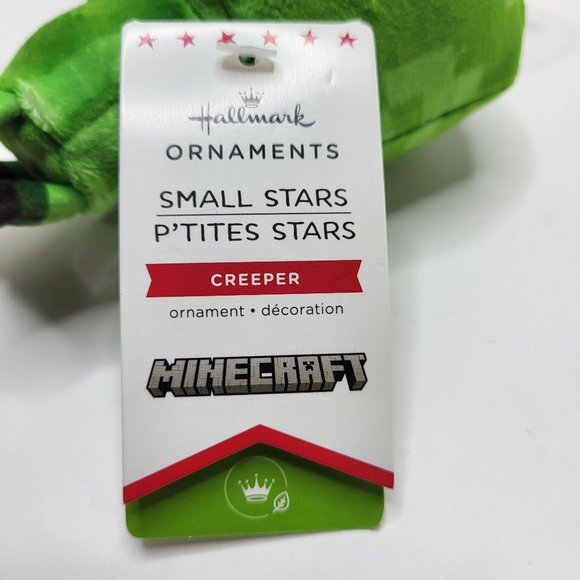 Hallmark
ORNAMENTS
SMALL STARS
P'TITES STARS
CREEPER
ornament • décoration
MINECRAFT